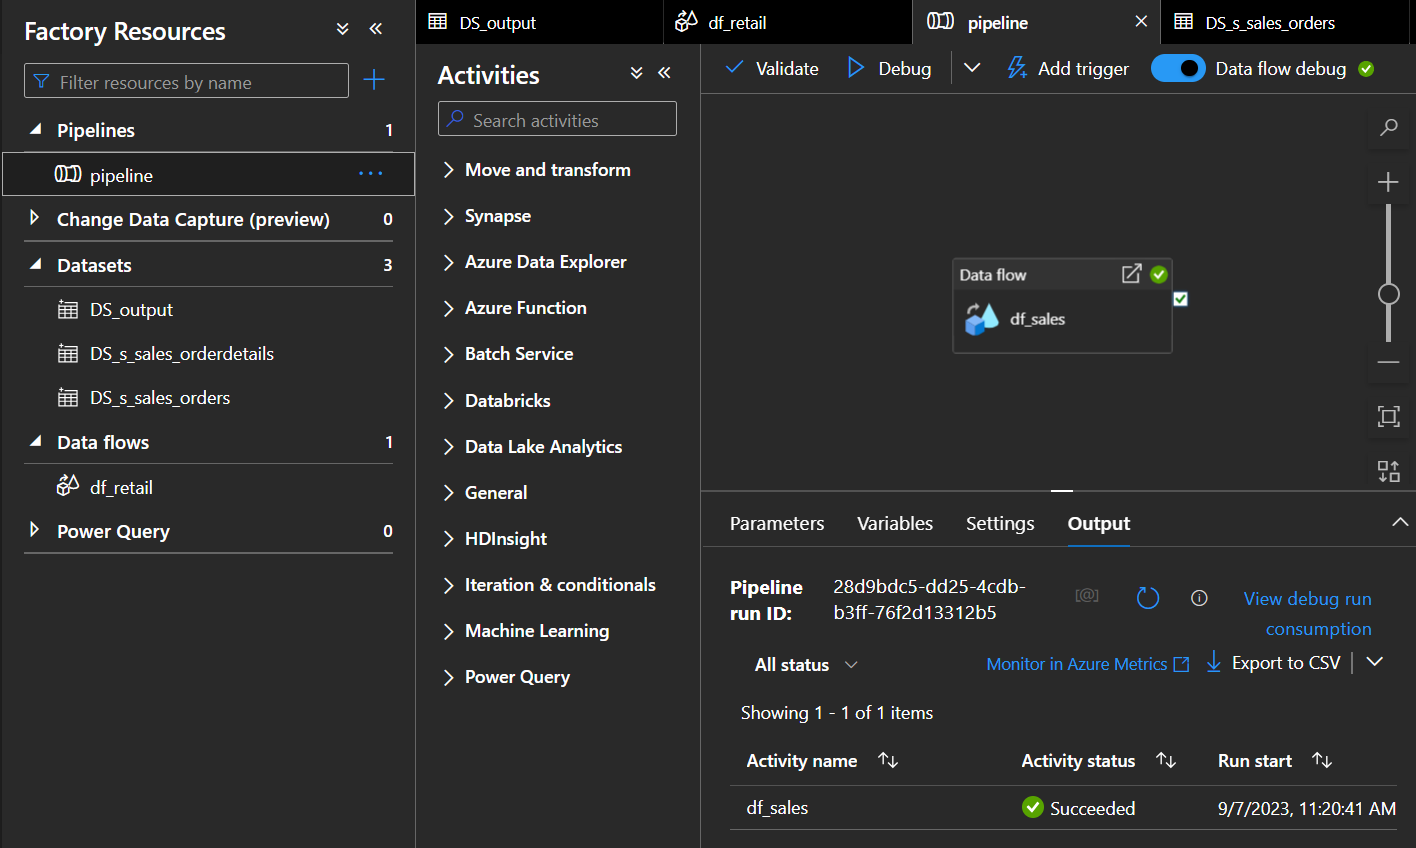 Factory Resources
Filter resources by name
Pipelines 1
pipeline
Change Data Capture (preview) 0
Datasets 3
DS_output
DS_s_sales_orderdetails
DS_s_sales_orders
Data flows 1
df_retail
Power Query 0
DS_output
df_retail
pipeline
DS_s_sales_orders
Activities
Search activities
Move and transform
Synapse
Azure Data Explorer
Azure Function
Batch Service
Databricks
Data Lake Analytics
General
HDInsight
Iteration & conditionals
Machine Learning
Power Query
Validate Debug Add trigger Data flow debug
Data flow
df_sales
Parameters Variables Settings Output
Pipeline run ID:
28d9bdc5-dd25-4cdb-
b3ff-76f2d13312b5
[@]
View debug run
consumption
All status
Monitor in Azure Metrics
Export to CSV
Showing 1 - 1 of 1 items
Activity name Activity status Run start
df_sales Succeeded 9/7/2023, 11:20:41 AM